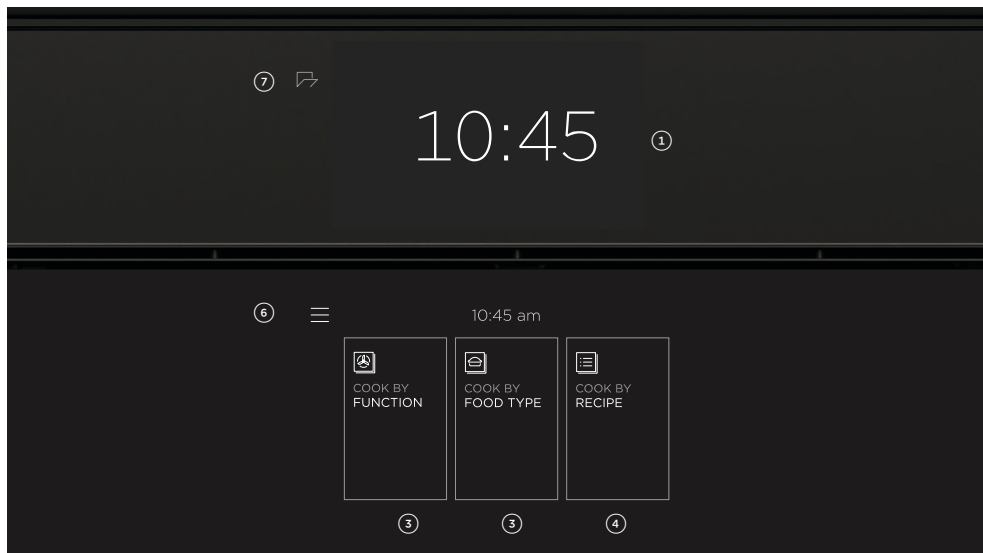 7
10:45
1
6
10:45 am
COOK BY
FUNCTION
COOK BY
FOOD TYPE
COOK BY
RECIPE
3
3
4